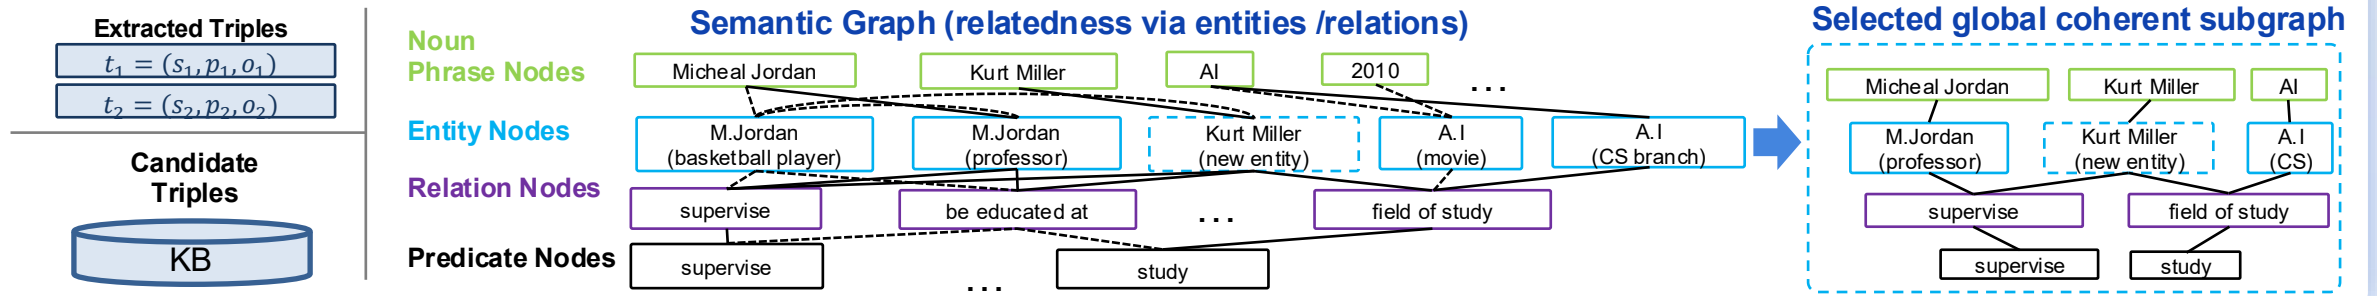 Extracted Triples
t₁ = (s₁, p₁, o₁)
t₂ = (s₂, p₂, o₂)
Candidate
Triples
KB
Semantic Graph (relatedness via entities /relations)
Noun
Phrase Nodes
Micheal Jordan
Kurt Miller
AI
2010
...
Entity Nodes
M.Jordan
(basketball player)
M.Jordan
(professor)
Kurt Miller
(new entity)
A.I
(movie)
A.I
(CS branch)
Relation Nodes
supervise
be educated at
...
field of study
Predicate Nodes
supervise
...
study
Selected global coherent subgraph
Micheal Jordan
Kurt Miller
AI
M.Jordan
(professor)
Kurt Miller
(new entity)
A.I
(CS)
supervise
field of study
supervise
study